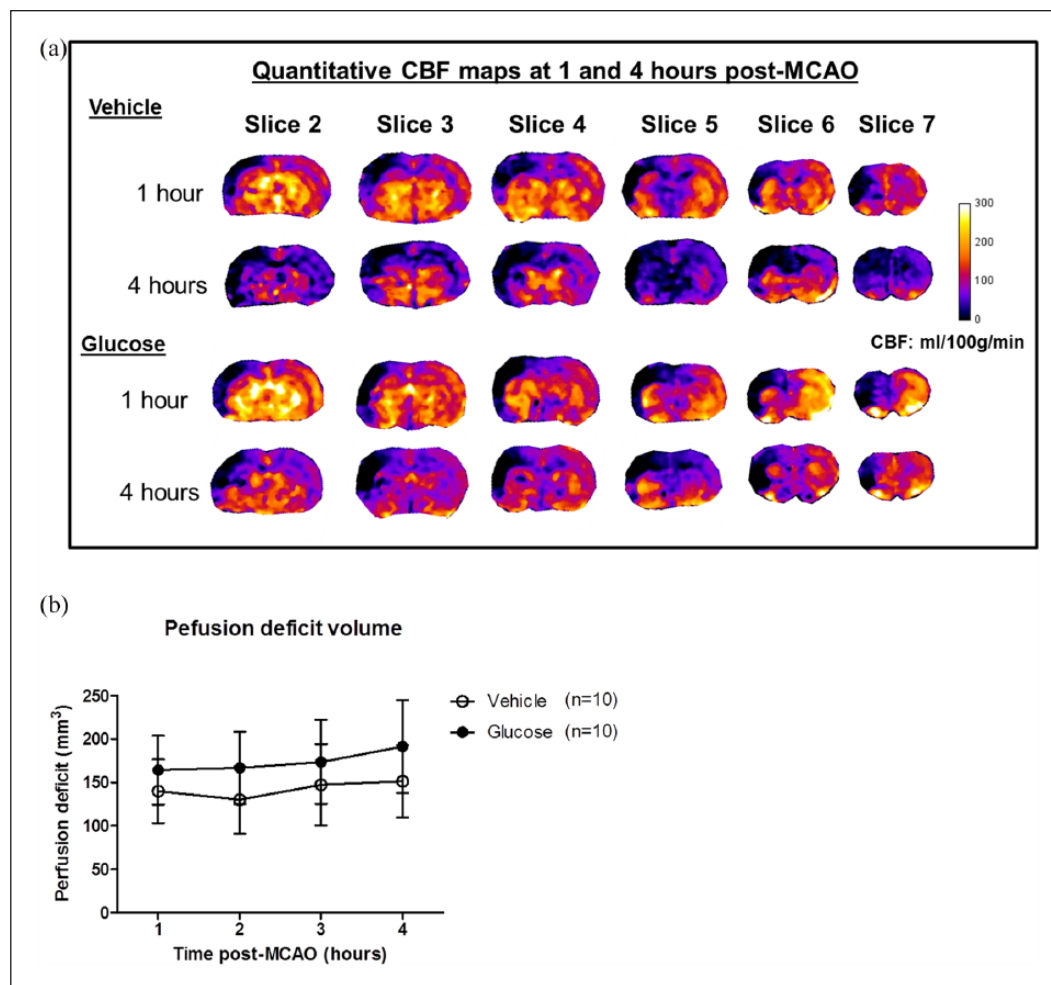 (a)
Quantitative CBF maps at 1 and 4 hours post-MCAO
Vehicle
Slice 2 Slice 3 Slice 4 Slice 5 Slice 6 Slice 7
1 hour
300
200
4 hours
100
0
Glucose
CBF: ml/100g/min
1 hour
4 hours
(b)
Pefusion deficit volume
250
200
150
100
50
0
Perfusion deficit (mm³)
1 2 3 4
Time post-MCAO (hours)
Vehicle (n=10)
Glucose (n=10)